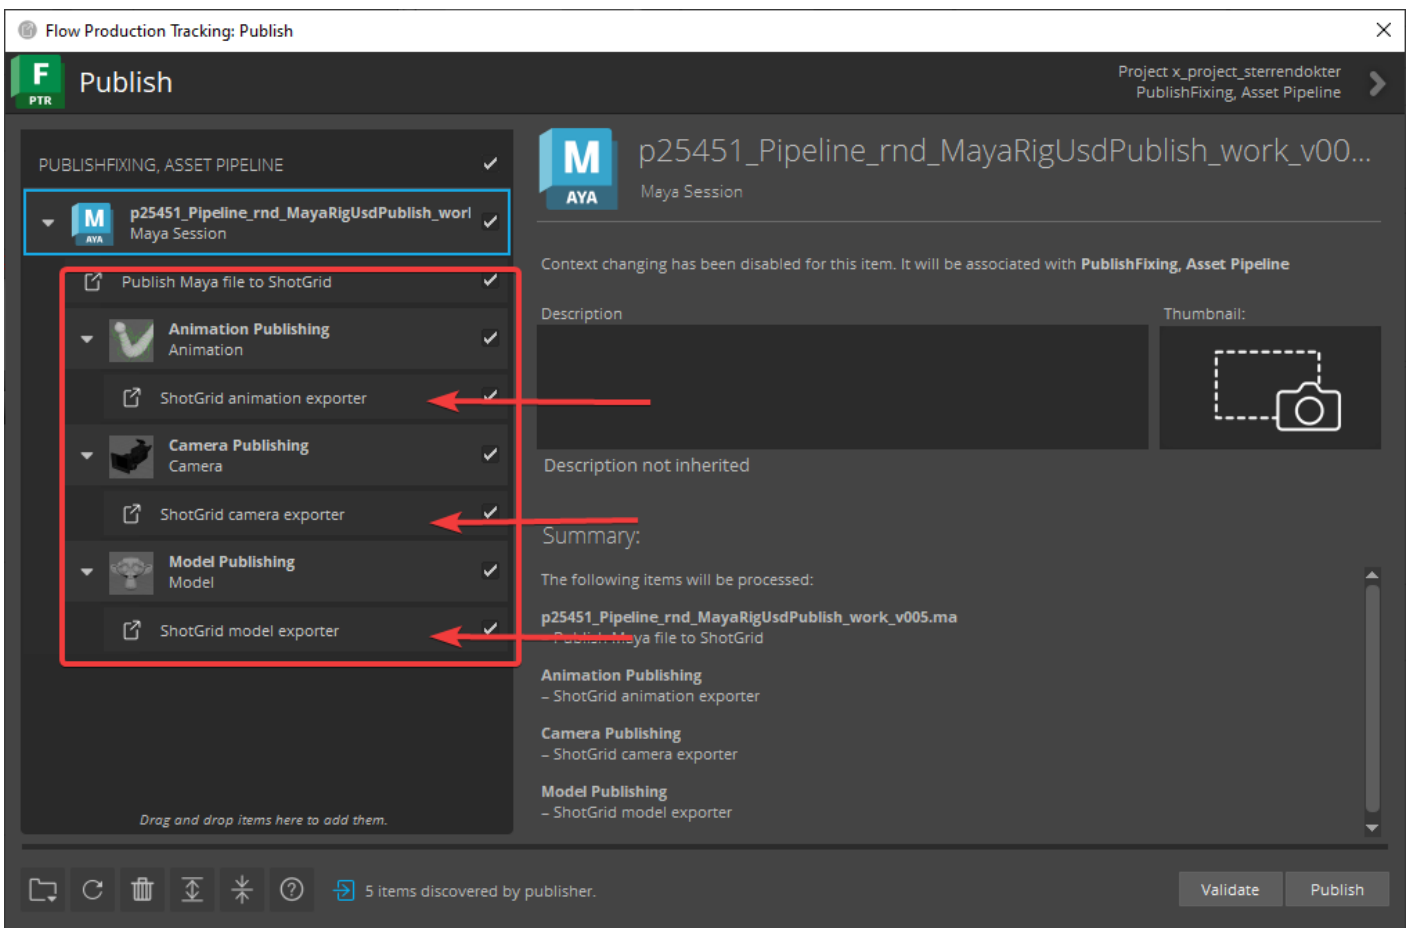 Flow Production Tracking: Publish
F
PTR
Publish
Project x_project_sterrendokter
PublishFixing, Asset Pipeline
PUBLISHFIXING, ASSET PIPELINE
M
AYA
p25451_Pipeline_rnd_MayaRigUsdPublish_worl
Maya Session
Publish Maya file to ShotGrid
Animation Publishing
Animation
ShotGrid animation exporter
Camera Publishing
Camera
ShotGrid camera exporter
Model Publishing
Model
ShotGrid model exporter
Drag and drop items here to add them.
M
AYA
p25451_Pipeline_rnd_MayaRigUsdPublish_work_v00...
Maya Session
Context changing has been disabled for this item. It will be associated with PublishFixing, Asset Pipeline
Description
Thumbnail:
Description not inherited
Summary:
The following items will be processed:
p25451_Pipeline_rnd_MayaRigUsdPublish_work_v005.ma
– Publish Maya file to ShotGrid
Animation Publishing
– ShotGrid animation exporter
Camera Publishing
– ShotGrid camera exporter
Model Publishing
– ShotGrid model exporter
5 items discovered by publisher.
Validate
Publish